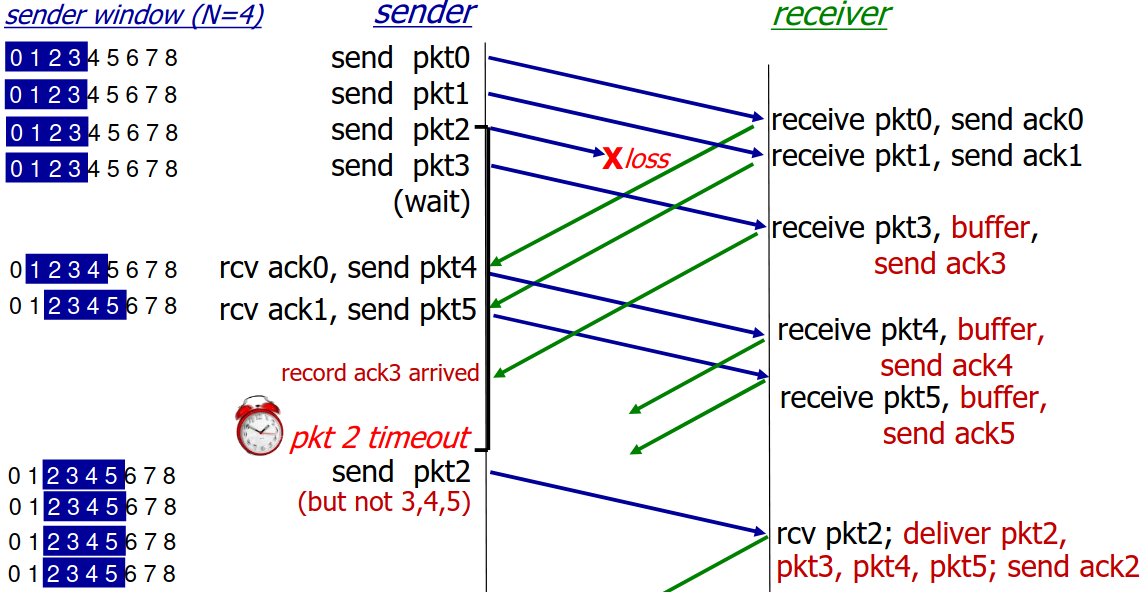 sender window (N=4)
sender
receiver
0 1 2 3 4 5 6 7 8
send pkt0
0 1 2 3 4 5 6 7 8
send pkt1
receive pkt0, send ack0
0 1 2 3 4 5 6 7 8
send pkt2
X loss
receive pkt1, send ack1
0 1 2 3 4 5 6 7 8
send pkt3
(wait)
receive pkt3, buffer,
send ack3
0 1 2 3 4 5 6 7 8
rcv ack0, send pkt4
0 1 2 3 4 5 6 7 8
rcv ack1, send pkt5
receive pkt4, buffer,
send ack4
record ack3 arrived
receive pkt5, buffer,
send ack5
pkt 2 timeout
0 1 2 3 4 5 6 7 8
send pkt2
0 1 2 3 4 5 6 7 8
(but not 3,4,5)
0 1 2 3 4 5 6 7 8
rcv pkt2; deliver pkt2,
0 1 2 3 4 5 6 7 8
pkt3, pkt4, pkt5; send ack2